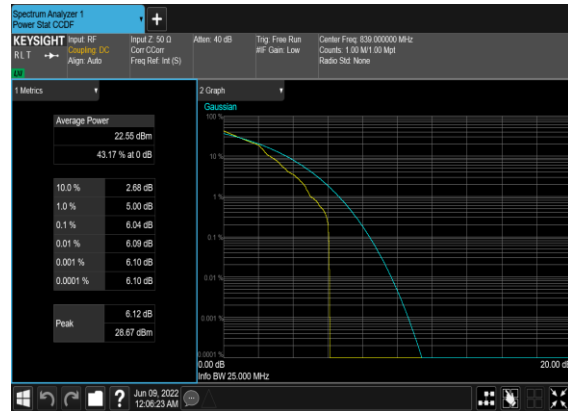 Spectrum Analyzer 1
Power Stat CCDF
+
KEYSIGHT
RLT
LXI
Input: RF
Coupling: DC
Align: Auto
Input Z: 50 Ω
Corr CCorr
Freq Ref: Int (S)
Atten: 40 dB
Trig: Free Run
#IF Gain: Low
Center Freq: 839.000000 MHz
Counts: 1.00 M/1.00 Mpt
Radio Std: None
1 Metrics
Average Power
22.55 dBm
43.17 % at 0 dB
10.0 % 2.68 dB
1.0 % 5.00 dB
0.1 % 6.04 dB
0.01 % 6.09 dB
0.001 % 6.10 dB
0.0001 % 6.10 dB
Peak 6.12 dB
28.67 dBm
2 Graph
Gaussian
100 %
10 %
1 %
0.1 %
0.01 %
0.001 %
0.0001 %
0.00 dB 20.00 dB
Info BW 25.000 MHz
?
Jun 09, 2022
12:06:23 AM